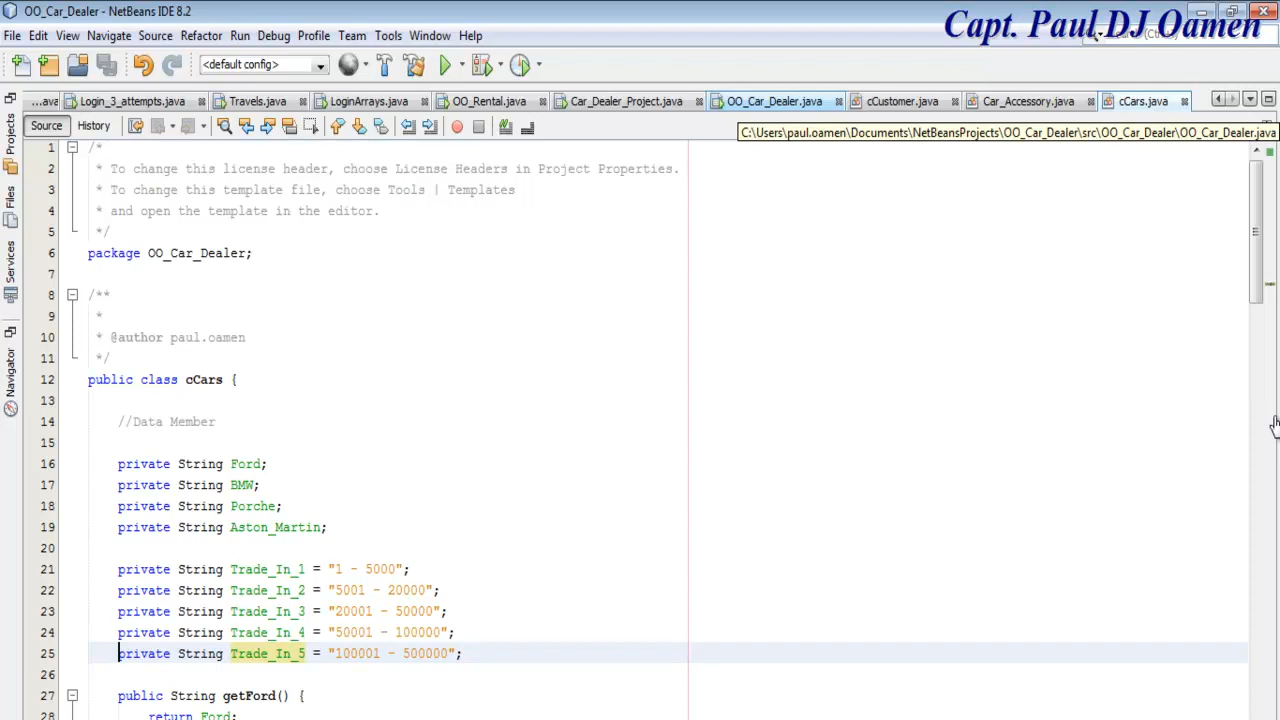 OO_Car_Dealer - NetBeans IDE 8.2
Capt. Paul DJ Oamen
File Edit View Navigate Source Refactor Run Debug Profile Team Tools Window Help
<default config>
...ava Login_3_attempts.java Travels.java LoginArrays.java OO_Rental.java Car_Dealer_Project.java OO_Car_Dealer.java cCustomer.java Car_Accessory.java cCars.java
Source History
C:\Users\paul.oamen\Documents\NetBeansProjects\OO_Car_Dealer\src\OO_Car_Dealer\OO_Car_Dealer.java
Projects
Files
Services
Navigator
1 /*
2 * To change this license header, choose License Headers in Project Properties.
3 * To change this template file, choose Tools | Templates
4 * and open the template in the editor.
5 */
6 package OO_Car_Dealer;
7
8 /**
9 *
10 * @author paul.oamen
11 */
12 public class cCars {
13
14 //Data Member
15
16 private String Ford;
17 private String BMW;
18 private String Porche;
19 private String Aston_Martin;
20
21 private String Trade_In_1 = "1 - 5000";
22 private String Trade_In_2 = "5001 - 20000";
23 private String Trade_In_3 = "20001 - 50000";
24 private String Trade_In_4 = "50001 - 100000";
25 private String Trade_In_5 = "100001 - 500000";
26
27 public String getFord() {
28 return Ford;